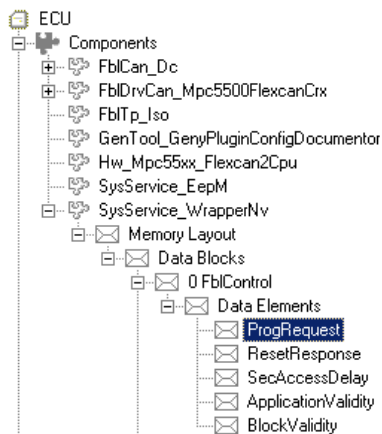 ECU
Components
FblCan_Dc
FblDrvCan_Mpc5500FlexcanCrx
FblTp_Iso
GenTool_GenyPluginConfigDocumentor
Hw_Mpc55xx_Flexcan2Cpu
SysService_EepM
SysService_WrapperNv
Memory Layout
Data Blocks
0 FblControl
Data Elements
ProgRequest
ResetResponse
SecAccessDelay
ApplicationValidity
BlockValidity